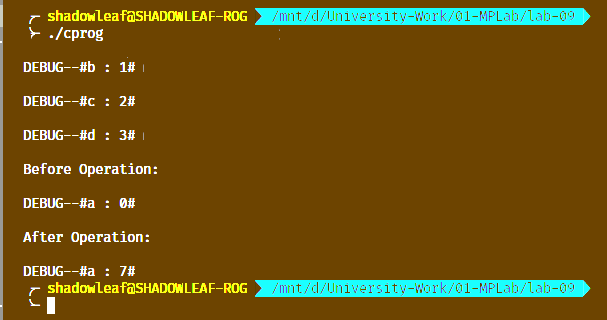 shadowleaf@SHADOWLEAF-ROG /mnt/d/University-Work/01-MPLab/lab-09
./cprog
DEBUG--#b : 1#
DEBUG--#c : 2#
DEBUG--#d : 3#
Before Operation:
DEBUG--#a : 0#
After Operation:
DEBUG--#a : 7#
shadowleaf@SHADOWLEAF-ROG /mnt/d/University-Work/01-MPLab/lab-09